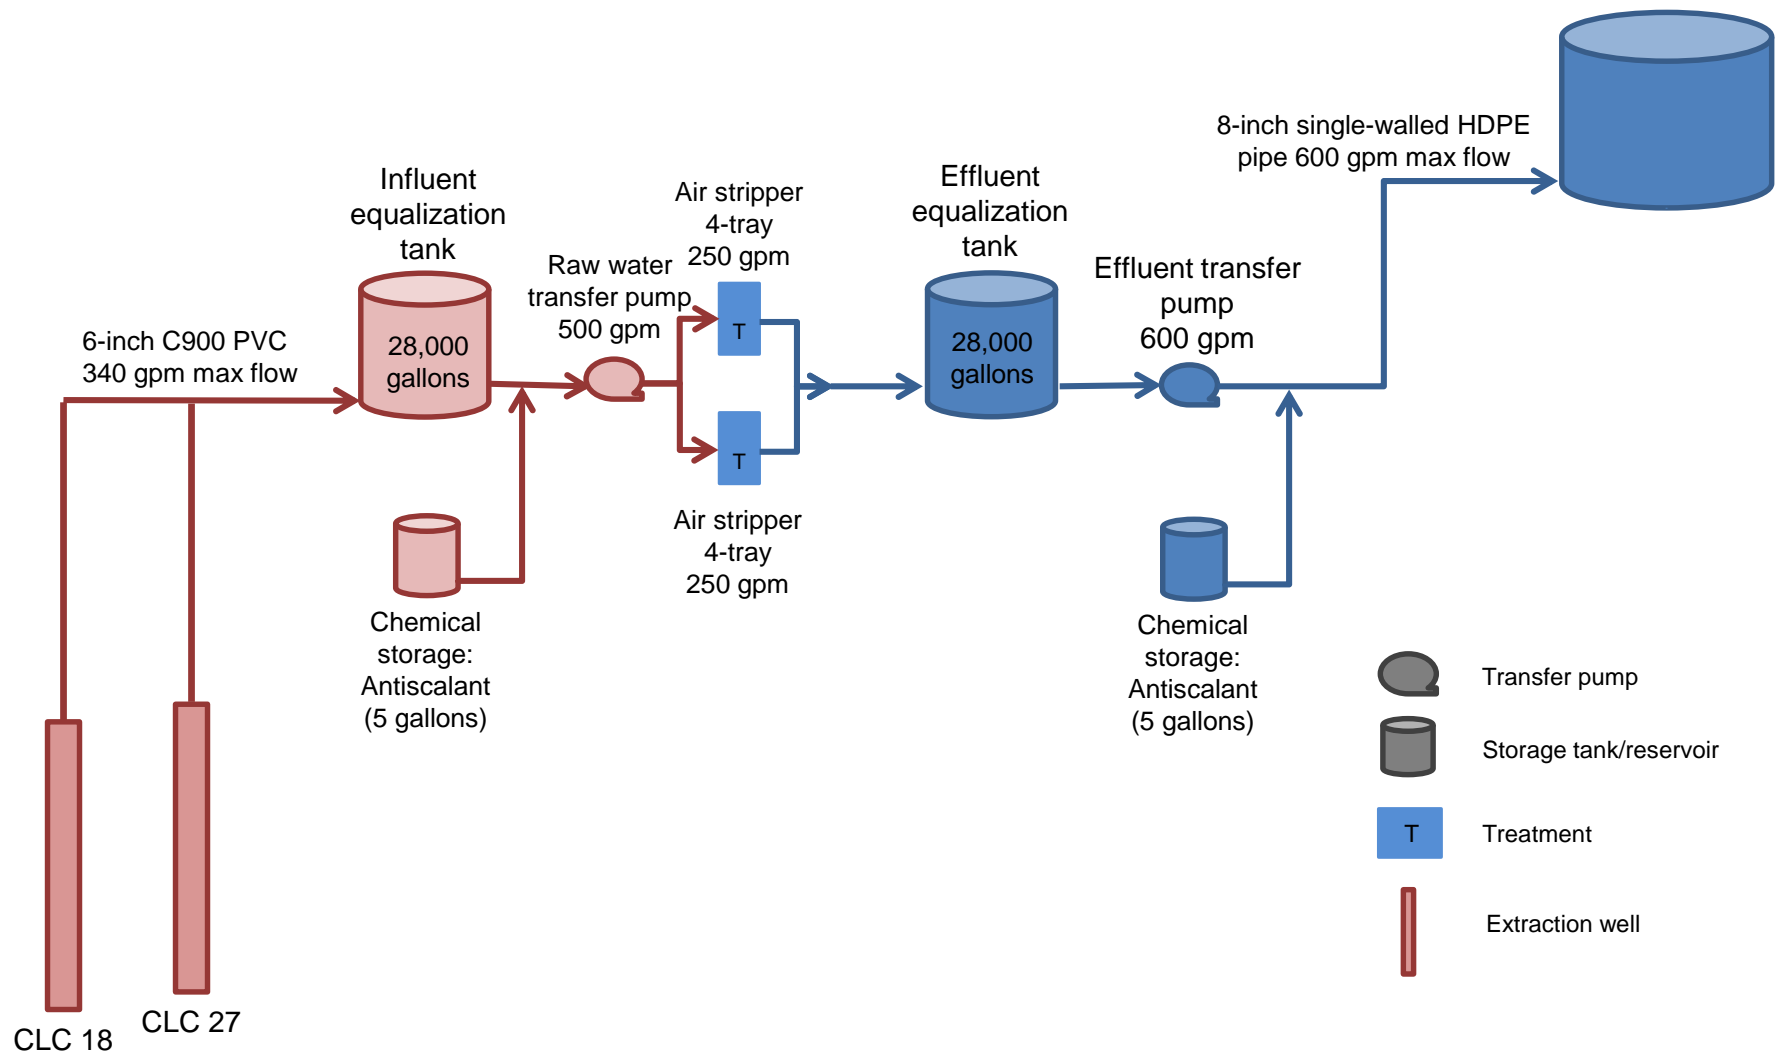 8-inch single-walled HDPE
pipe 600 gpm max flow
Influent
equalization
tank
28,000
gallons
Air stripper
4-tray
250 gpm
Effluent
equalization
tank
28,000
gallons
Raw water
transfer pump
500 gpm
T
T
Effluent transfer
pump
600 gpm
6-inch C900 PVC
340 gpm max flow
Air stripper
4-tray
250 gpm
Chemical
storage:
Antiscalant
(5 gallons)
Chemical
storage:
Antiscalant
(5 gallons)
Transfer pump
Storage tank/reservoir
T
Treatment
Extraction well
CLC 18
CLC 27